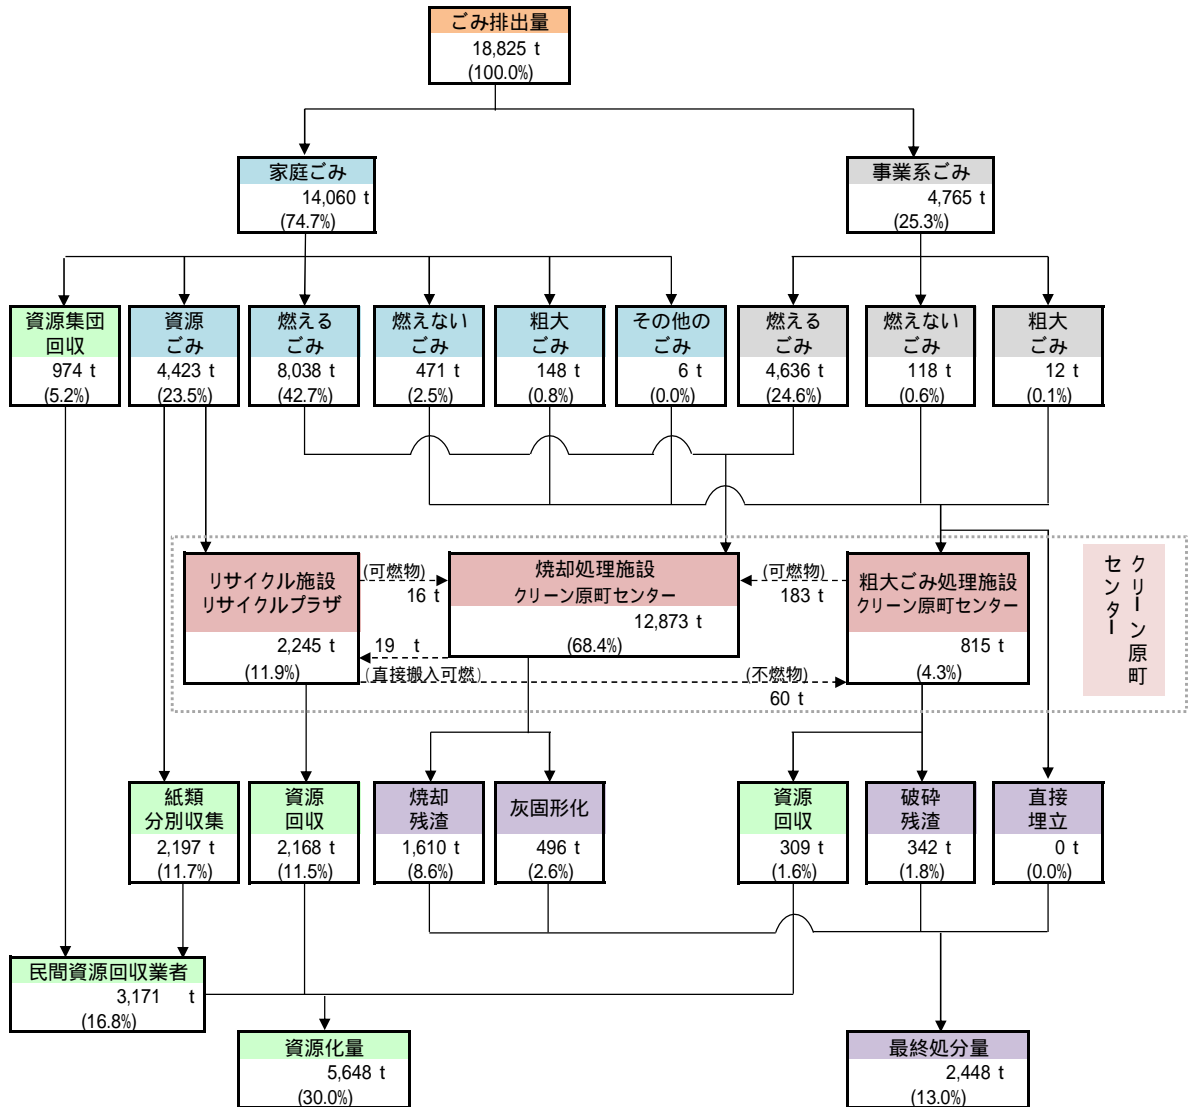 ごみ排出量
18,825 t
(100.0%)
家庭ごみ
14,060 t
(74.7%)
事業系ごみ
4,765 t
(25.3%)
資源集団
回収
974 t
(5.2%)
資源
ごみ
4,423 t
(23.5%)
燃える
ごみ
8,038 t
(42.7%)
燃えない
ごみ
471 t
(2.5%)
粗大
ごみ
148 t
(0.8%)
その他の
ごみ
6 t
(0.0%)
燃える
ごみ
4,636 t
(24.6%)
燃えない
ごみ
118 t
(0.6%)
粗大
ごみ
12 t
(0.1%)
リサイクル施設
リサイクルプラザ
2,245 t
(11.9%)
(可燃物)
16 t
19 t
(直接搬入可燃)
焼却処理施設
クリーン原町センター
12,873 t
(68.4%)
(可燃物)
183 t
(不燃物)
60 t
粗大ごみ処理施設
クリーン原町センター
815 t
(4.3%)
クリーン原町
センター
紙類
分別収集
2,197 t
(11.7%)
資源
回収
2,168 t
(11.5%)
焼却
残渣
1,610 t
(8.6%)
灰固形化
496 t
(2.6%)
資源
回収
309 t
(1.6%)
破砕
残渣
342 t
(1.8%)
直接
埋立
0 t
(0.0%)
民間資源回収業者
3,171 t
(16.8%)
資源化量
5,648 t
(30.0%)
最終処分量
2,448 t
(13.0%)